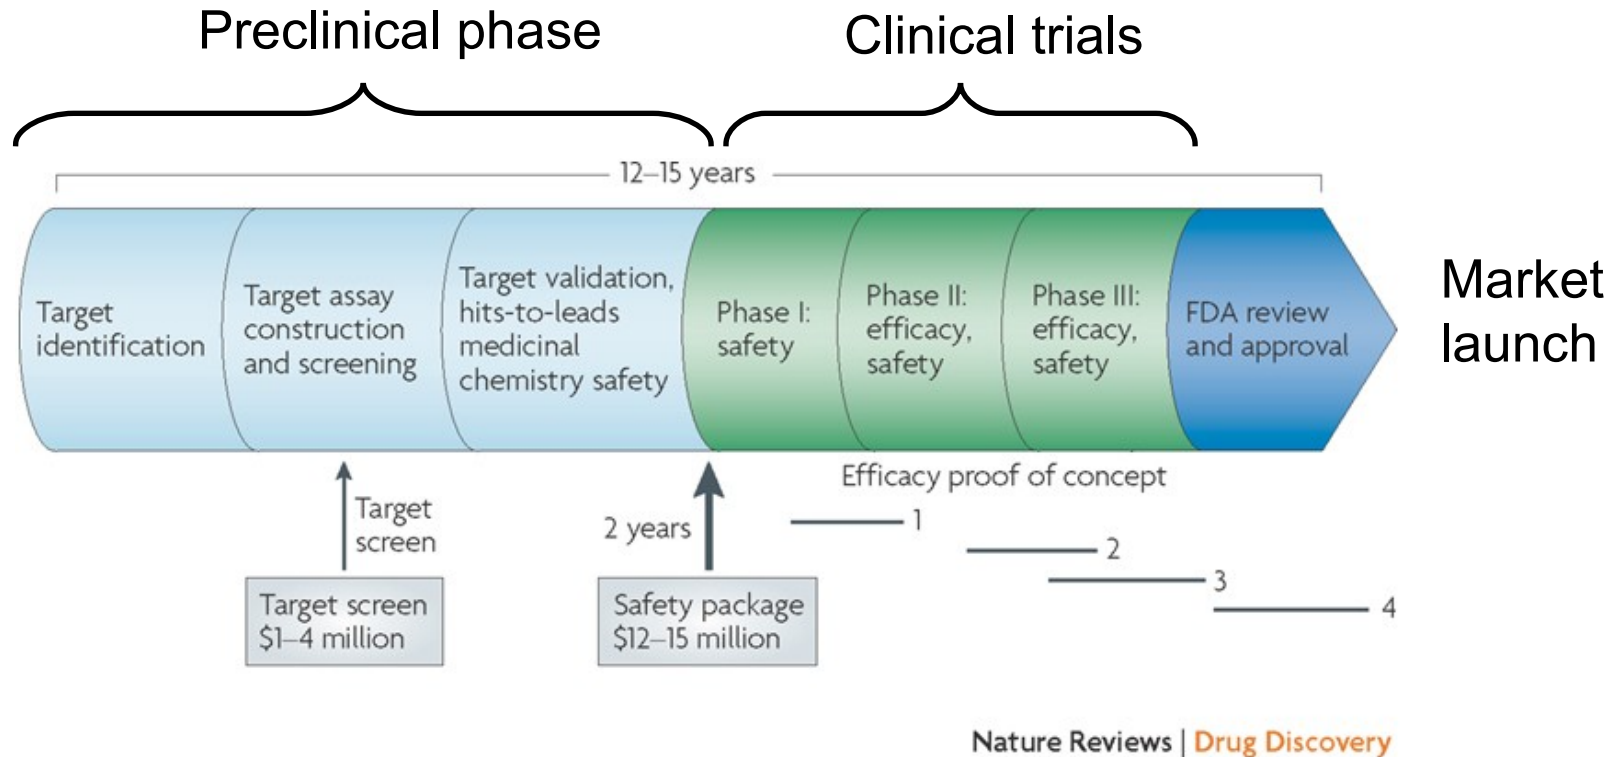 Preclinical phase
Clinical trials
12–15 years
Target
identification
Target assay
construction
and screening
Target validation,
hits-to-leads
medicinal
chemistry safety
Phase I:
safety
Phase II:
efficacy,
safety
Phase III:
efficacy,
safety
FDA review
and approval
Market
launch
Target
screen
Target screen
$1–4 million
2 years
Safety package
$12–15 million
Efficacy proof of concept
1
2
3
4
Nature Reviews | Drug Discovery